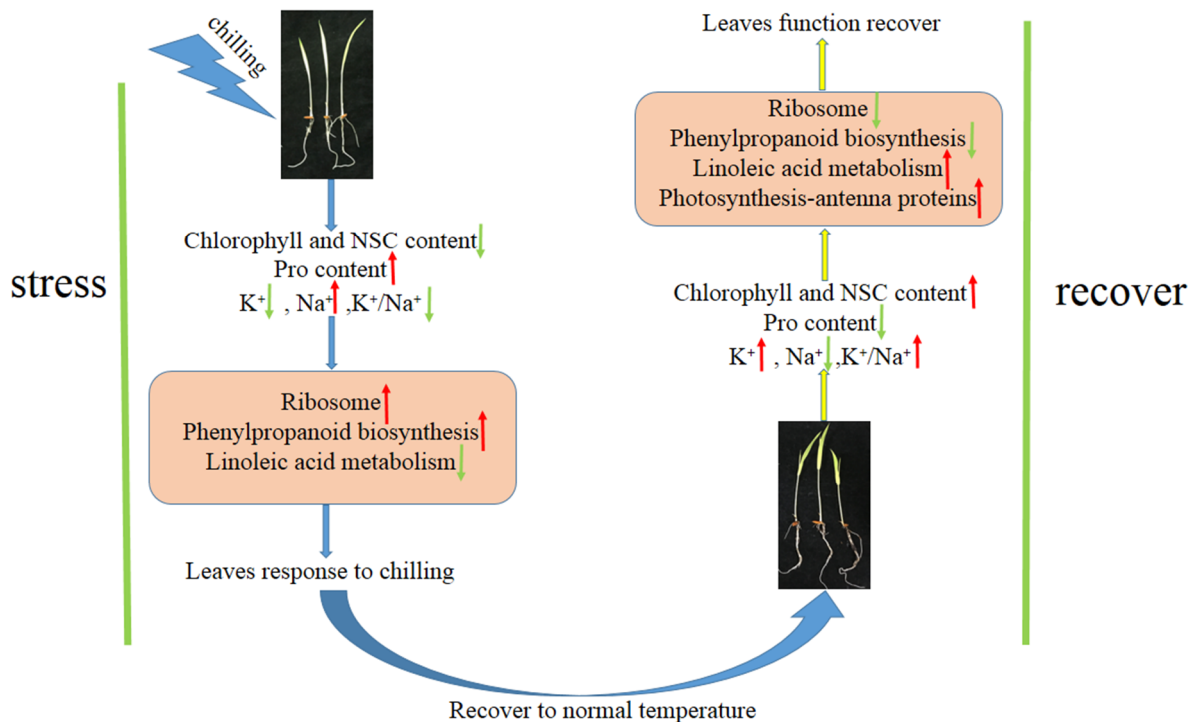 chilling
stress
Chlorophyll and NSC content
Pro content
K⁺ , Na⁺ ,K⁺/Na⁺
Ribosome
Phenylpropanoid biosynthesis
Linoleic acid metabolism
Leaves response to chilling
Recover to normal temperature
Leaves function recover
Ribosome
Phenylpropanoid biosynthesis
Linoleic acid metabolism
Photosynthesis-antenna proteins
Chlorophyll and NSC content
Pro content
K⁺ , Na⁺ ,K⁺/Na⁺
recover